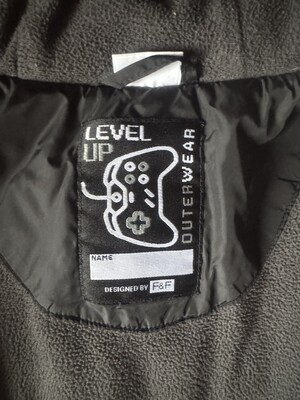 LEVEL
UP
OUTERWEAR
NAME
DESIGNED BY F&F